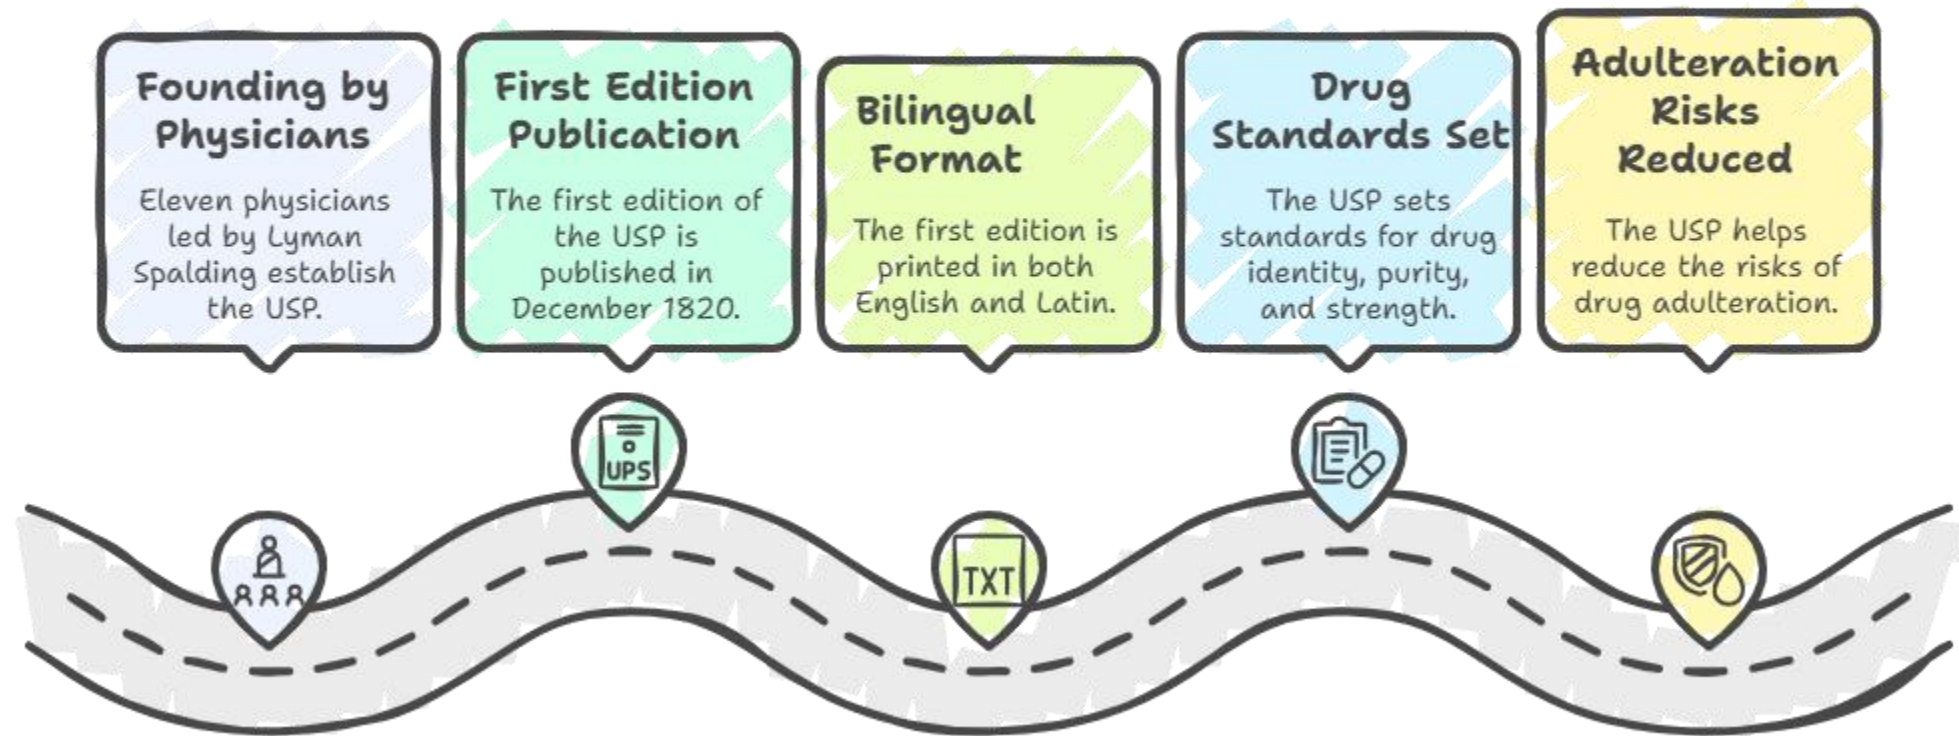 Founding by
Physicians
Eleven physicians
led by Lyman
Spalding establish
the USP.
First Edition
Publication
The first edition of
the USP is
published in
December 1820.
Bilingual
Format
The first edition is
printed in both
English and Latin.
Drug
Standards Set
The USP sets
standards for drug
identity, purity,
and strength.
Adulteration
Risks
Reduced
The USP helps
reduce the risks of
drug adulteration.
UPS
TXT